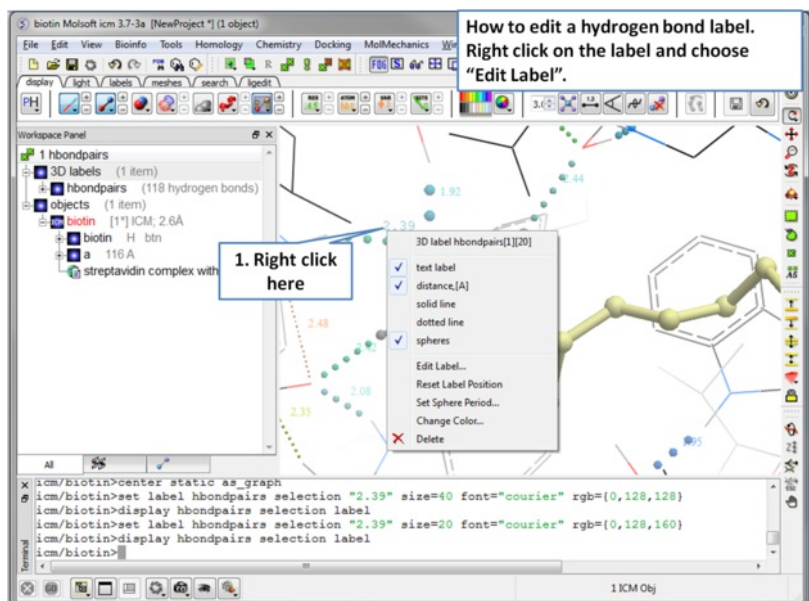 biotin Molsoft icm 3.7-3a [NewProject *] (1 object)
How to edit a hydrogen bond label.
Right click on the label and choose
“Edit Label”.
File Edit View Bioinfo Tools Homology Chemistry Docking MolMechanics
display light labels meshes search ligedit
PH
FOG
Workspace Panel
1 hbondpairs
3D labels (1 item)
hbondpairs (118 hydrogen bonds)
objects (1 item)
biotin [1*] ICM; 2.6Å
biotin H btn
a 116 A
streptavidin complex with
1. Right click
here
1.92
2.44
2.39
2.48
2.08
2.35
3D label hbondpairs[1][20]
text label
distance,[A]
solid line
dotted line
spheres
Edit Label...
Reset Label Position
Set Sphere Period...
Change Color...
Delete
All
icm/biotin>center static as_graph
icm/biotin>set label hbondpairs selection "2.39" size=40 font="courier" rgb={0,128,128}
icm/biotin>display hbondpairs selection label
icm/biotin>set label hbondpairs selection "2.39" size=20 font="courier" rgb={0,128,160}
icm/biotin>display hbondpairs selection label
icm/biotin>
Terminal
1 ICM Obj